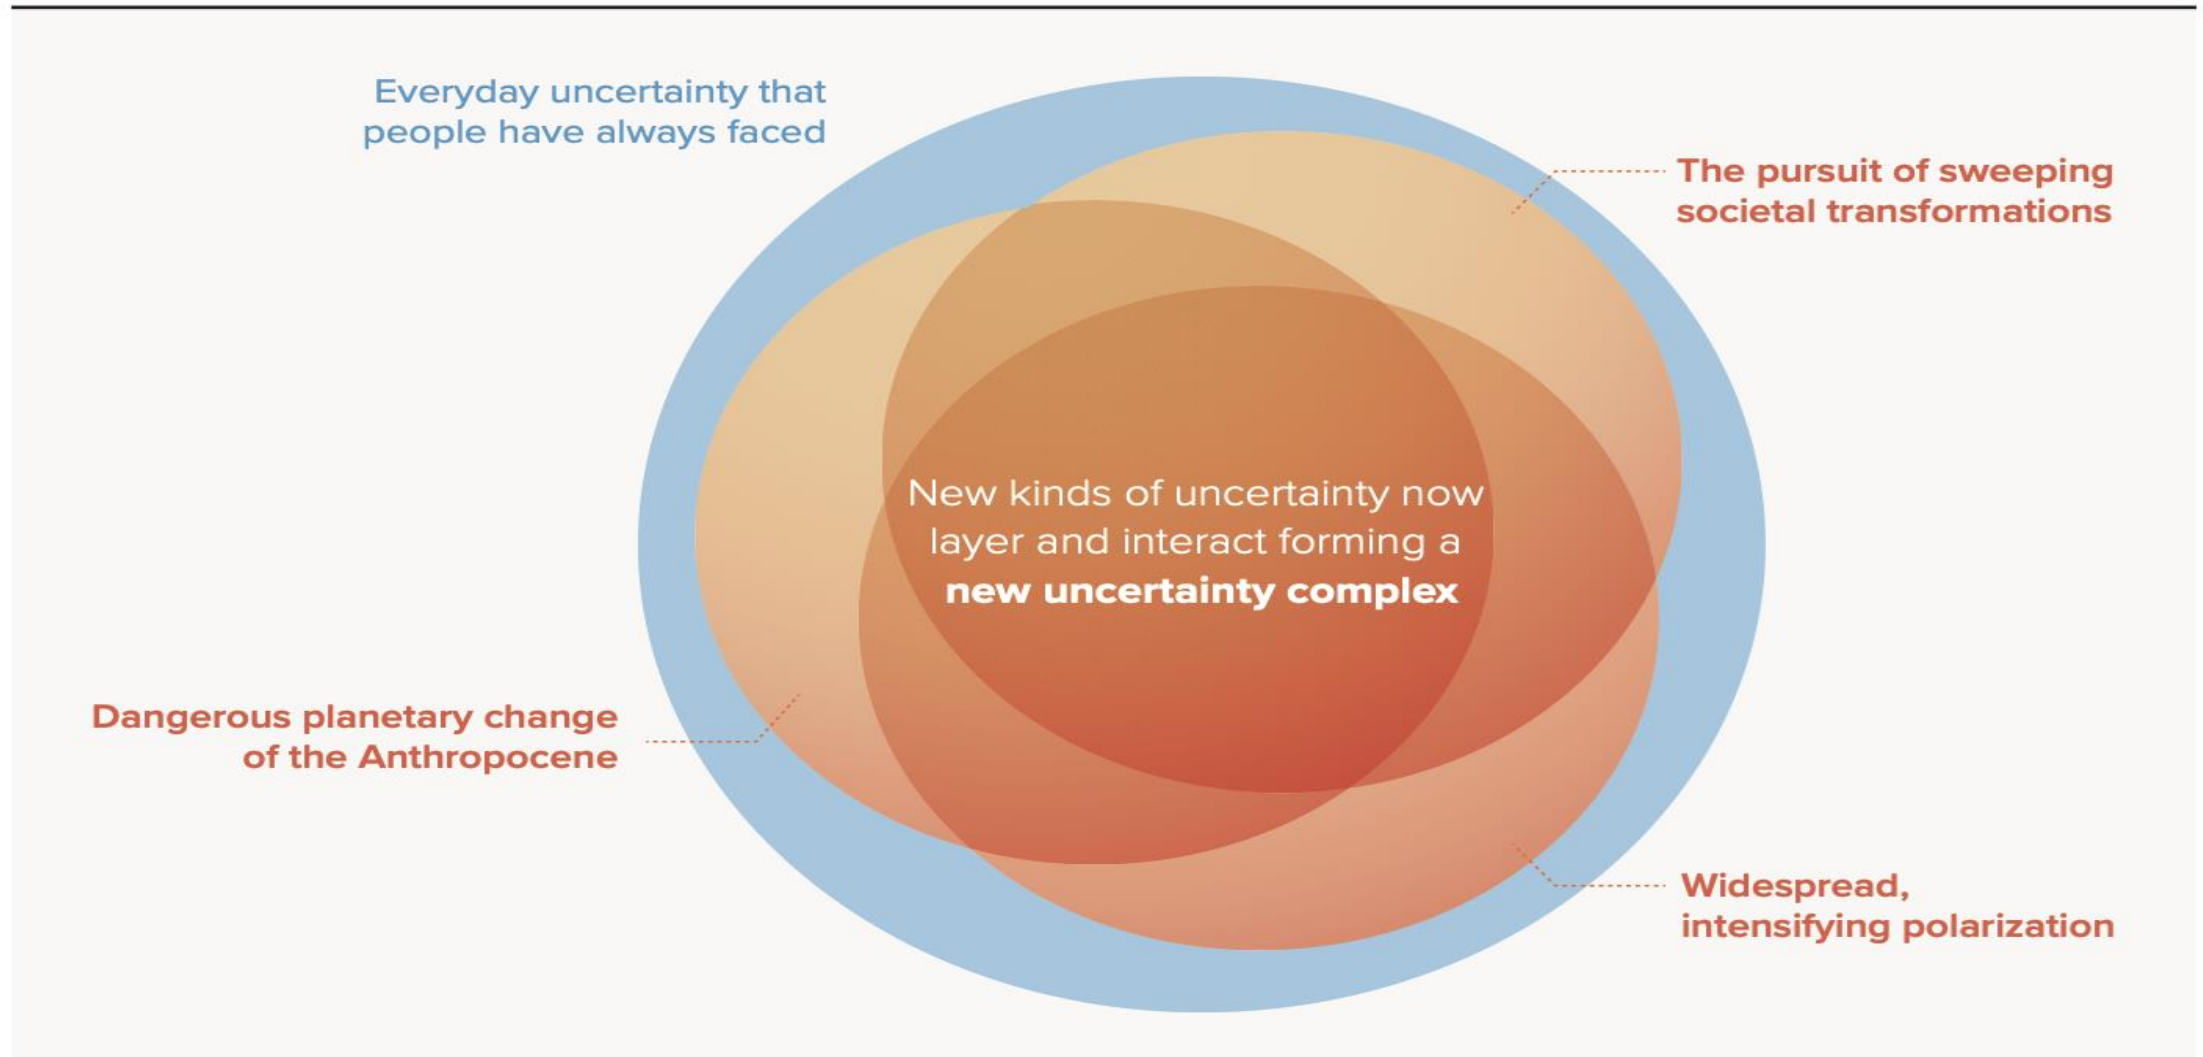 Everyday uncertainty that
people have always faced
The pursuit of sweeping
societal transformations
New kinds of uncertainty now
layer and interact forming a
new uncertainty complex
Dangerous planetary change
of the Anthropocene
Widespread,
intensifying polarization